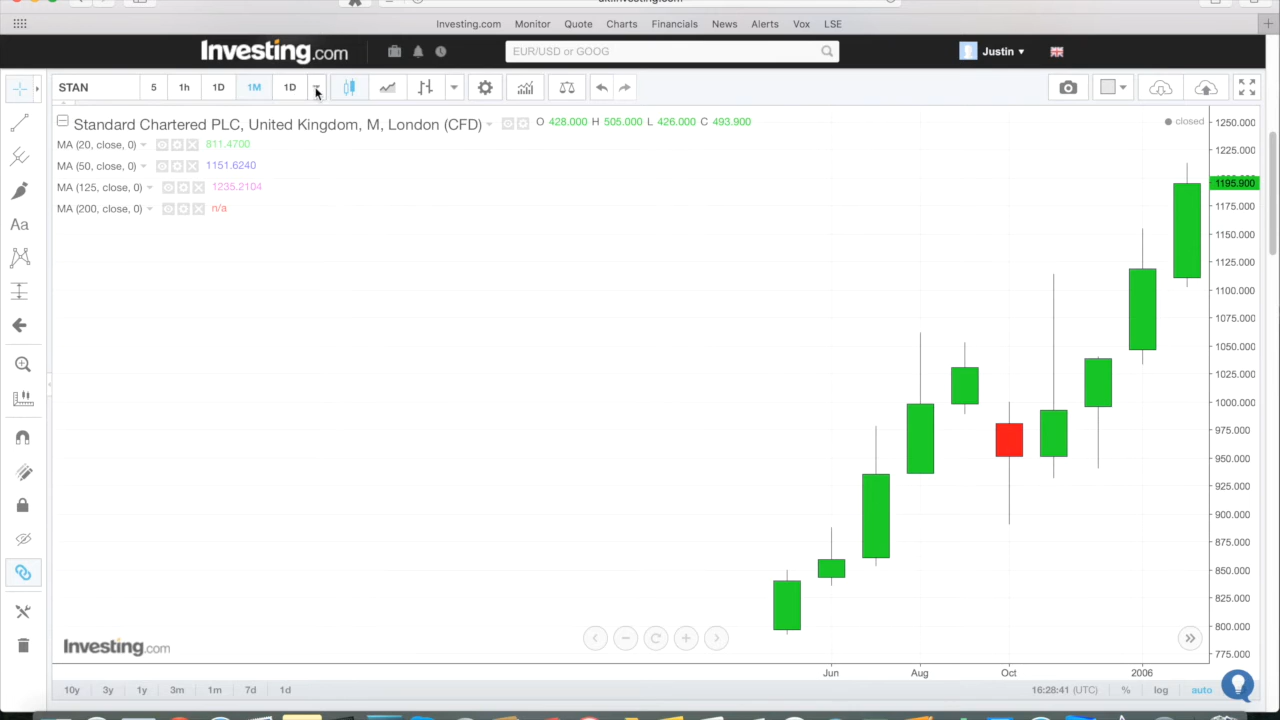 Investing.com Monitor Quote Charts Financials News Alerts Vox LSE
Investing.com EUR/USD or GOOG Justin
STAN 5 1h 1D 1M 1D
Standard Chartered PLC, United Kingdom, M, London (CFD) O 428.000 H 505.000 L 426.000 C 493.900
closed
MA (20, close, 0) 811.4700
MA (50, close, 0) 1151.6240
MA (125, close, 0) 1235.2104
MA (200, close, 0) n/a
Aa
1250.000
1225.000
1195.900
1175.000
1150.000
1125.000
1100.000
1075.000
1050.000
1025.000
1000.000
975.000
950.000
925.000
900.000
875.000
850.000
825.000
800.000
775.000
Investing.com
Jun Aug Oct 2006
10y 3y 1y 3m 1m 7d 1d 16:28:41 (UTC) % log auto